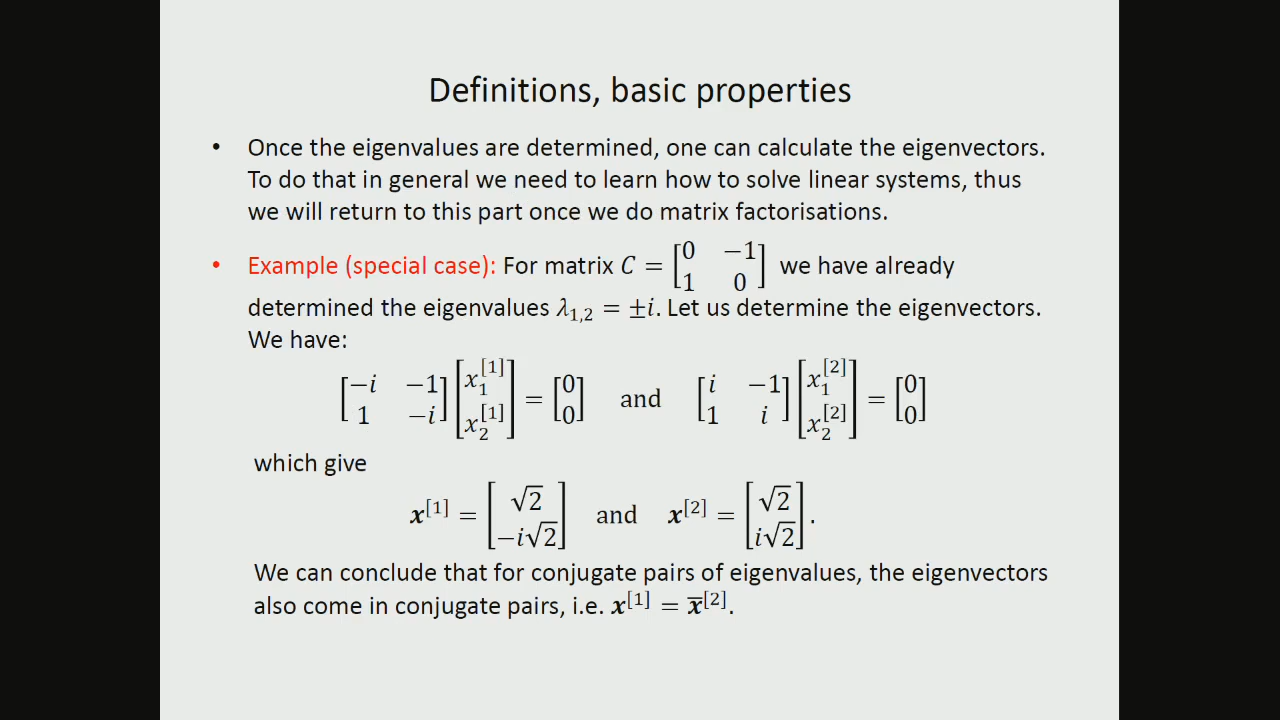 Definitions, basic properties
• Once the eigenvalues are determined, one can calculate the eigenvectors.
To do that in general we need to learn how to solve linear systems, thus
we will return to this part once we do matrix factorisations.
• Example (special case): For matrix C = [0 −1; 1 0] we have already
determined the eigenvalues λ₁,₂ = ±i. Let us determine the eigenvectors.
We have:
[−i −1; 1 −i] [x₁^[1]; x₂^[1]] = [0; 0] and [i −1; 1 i] [x₁^[2]; x₂^[2]] = [0; 0]
which give
x^[1] = [√2; −i√2] and x^[2] = [√2; i√2].
We can conclude that for conjugate pairs of eigenvalues, the eigenvectors
also come in conjugate pairs, i.e. x^[1] = x̅^[2].